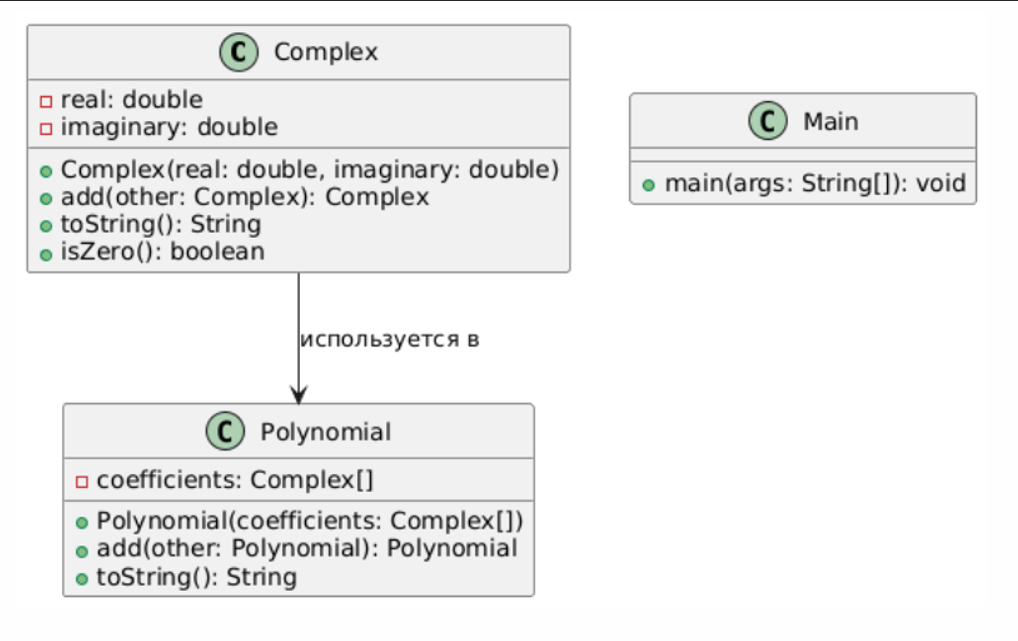 C Complex
real: double
imaginary: double
Complex(real: double, imaginary: double)
add(other: Complex): Complex
toString(): String
isZero(): boolean
C Main
main(args: String[]): void
используется в
C Polynomial
coefficients: Complex[]
Polynomial(coefficients: Complex[])
add(other: Polynomial): Polynomial
toString(): String